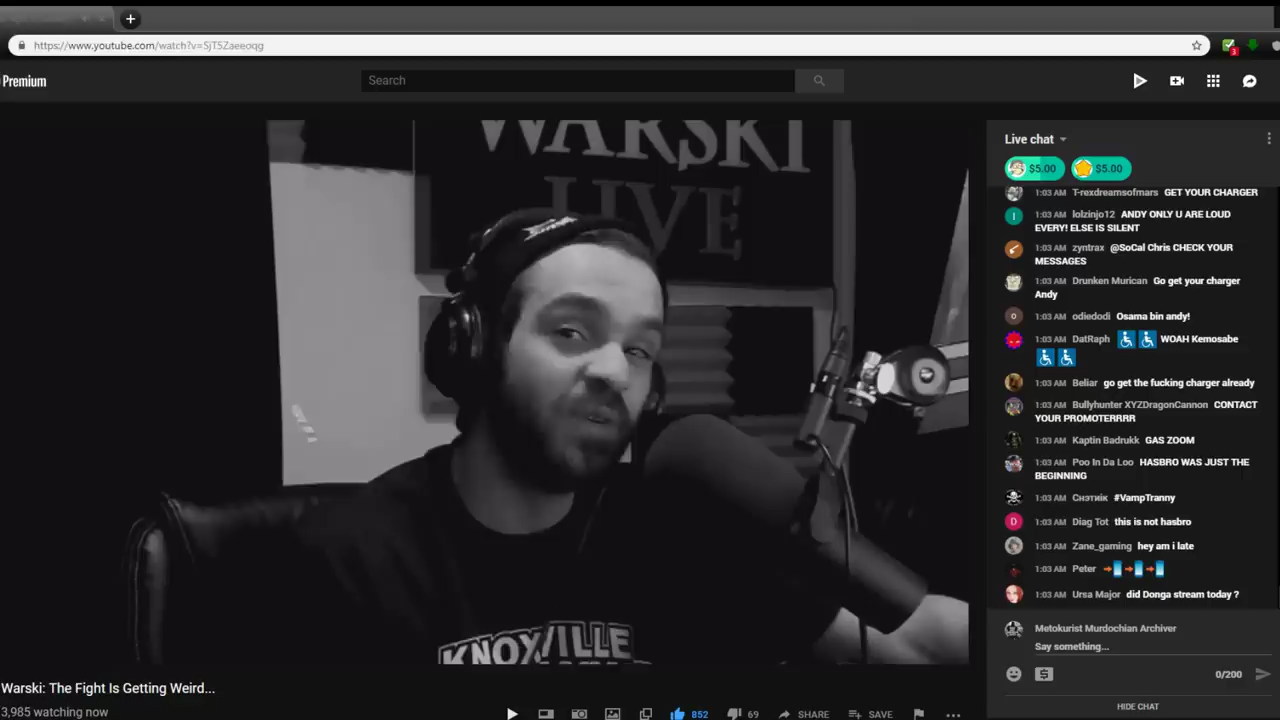 https://www.youtube.com/watch?v=SjT5Zaeeoqg
3
Premium
Search
WARSKI
LIVE
KNOXVILLE
Live chat
$5.00 $5.00
1:03 AM T-rexdreamsofmars GET YOUR CHARGER
1:03 AM lolzinjo12 ANDY ONLY U ARE LOUD
EVERY! ELSE IS SILENT
1:03 AM zyntrax @SoCal Chris CHECK YOUR
MESSAGES
1:03 AM Drunken Murican Go get your charger
Andy
1:03 AM odiedodi Osama bin andy!
1:03 AM DatRaph WOAH Kemosabe
1:03 AM Beliar go get the fucking charger already
1:03 AM Bullyhunter XYZDragonCannon CONTACT
YOUR PROMOTERRRR
1:03 AM Kaptin Badrukk GAS ZOOM
1:03 AM Poo In Da Loo HASBRO WAS JUST THE
BEGINNING
1:03 AM Снэтнік #VampTranny
1:03 AM Diag Tot this is not hasbro
1:03 AM Zane_gaming hey am i late
1:03 AM Peter
1:03 AM Ursa Major did Donga stream today ?
Metokurist Murdochian Archiver
Say something...
0/200
HIDE CHAT
Warski: The Fight Is Getting Weird...
3,985 watching now
852 69 SHARE SAVE